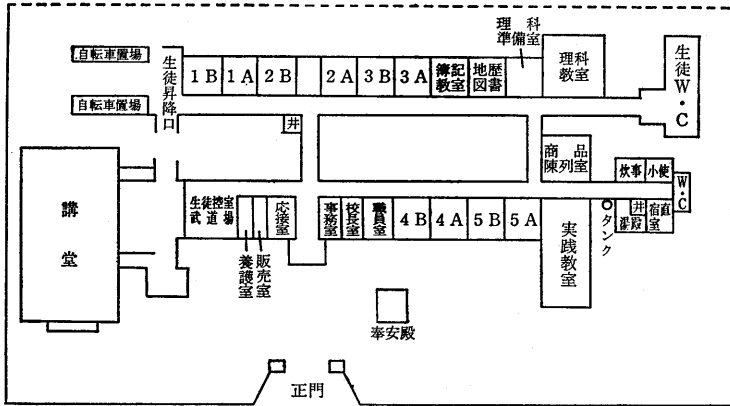 自転車置場
自転車置場
生徒昇降口
1B
1A
2B
2A
3B
3A
簿記
教室
地歴
図書
理科
準備室
理科
教室
生徒W・C
井
講堂
生徒控室
武道場
養護室
販売室
応接室
事務室
校長室
職員室
4B
4A
5B
5A
商品
陳列室
実践教室
タンク
炊事
小使
井
湯殿
宿直室
W・C
奉安殿
正門